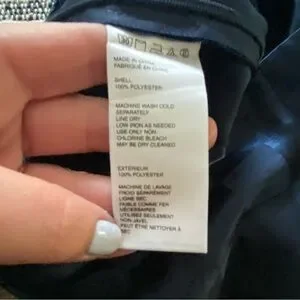 MADE IN CHINA
FABRIQUÉ EN CHINE
SHELL
100% POLYESTER
MACHINE WASH COLD
SEPARATELY
LINE DRY
LOW IRON AS NEEDED
USE ONLY NON
CHLORINE BLEACH
MAY BE DRY CLEANED
EXTÉRIEUR
100% POLYESTER
MACHINE DE LAVAGE
FROID SÉPARÉMENT
LIGNE SEC
FAIBLE COMME FER
NÉCESSAIRES
UTILISEZ SEULEMENT
NON-JAVEL
PEUT ÊTRE NETTOYER À
SEC